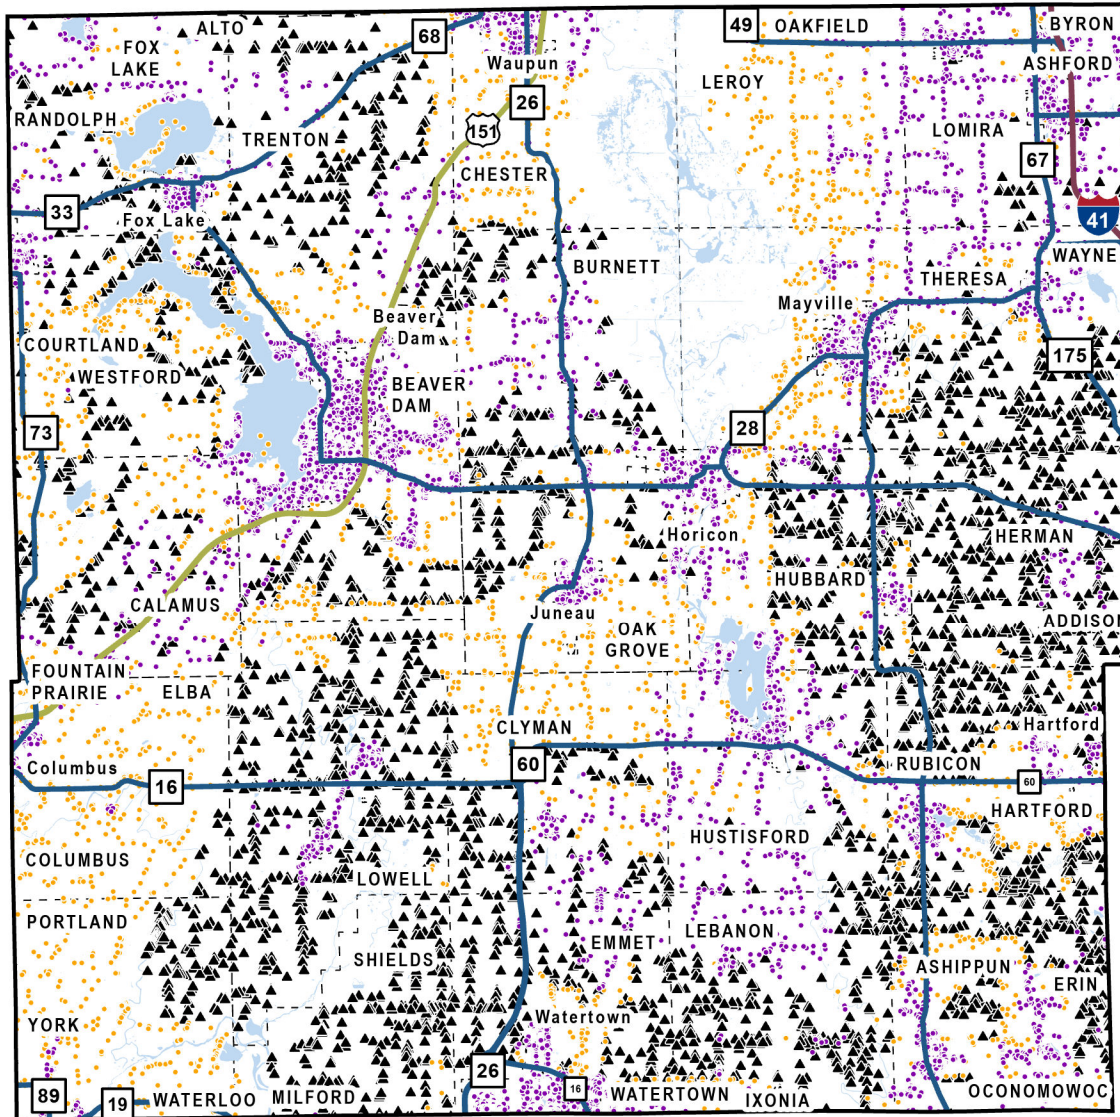 ALTO
49
OAKFIELD
BYRON
FOX
LAKE
68
Waupun
ASHFORD
LEROY
26
RANDOLPH
TRENTON
151
LOMIRA
67
CHESTER
33
Fox Lake
41
WAYNE
BURNETT
THERESA
Mayville
Beaver
Dam
COURTLAND
175
WESTFORD
BEAVER
DAM
73
28
Horicon
HERMAN
HUBBARD
CALAMUS
Juneau
OAK
GROVE
ADDISON
FOUNTAIN
PRAIRIE
ELBA
CLYMAN
Hartford
Columbus
60
RUBICON
16
60
HARTFORD
HUSTISFORD
COLUMBUS
LOWELL
PORTLAND
EMMET
LEBANON
SHIELDS
ASHIPPUN
ERIN
YORK
Watertown
26
16
89
19
WATERLOO
MILFORD
WATERTOWN
IXONIA
OCONOMOWOC